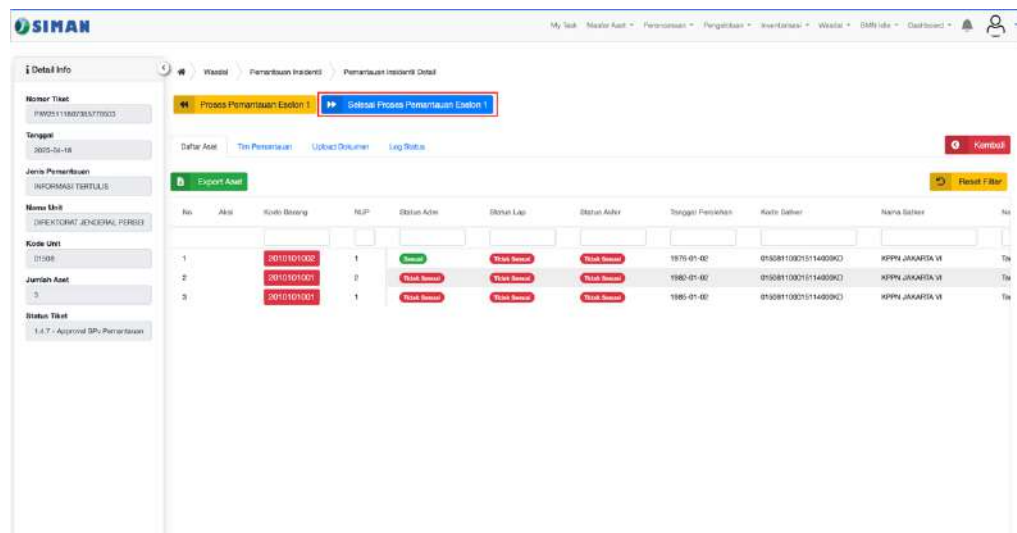 SIMAN
My Task Master Aset Perencanaan Pengelolaan Inventarisasi Wasdal BMN Idle Dashboard
i Detail Info
Wasdal Pemantauan Insidentil Pemantauan Insidentil Detail
Nomor Tiket
Proses Pemantauan Eselon 1
Selesai Proses Pemantauan Eselon 1
Tanggal
2025-04-18
Daftar Aset Tim Pemantauan Upload Dokumen Log Status
Kembali
Jenis Pemantauan
INFORMASI TERTULIS
Export Aset
Reset Filter
Nama Unit
DIREKTORAT JENDERAL PERBEI
No Aksi Kode Barang NUP Status Adm Status Lap Status Akhir Tanggal Perolehan Kode Satker Nama Satker
Kode Unit
01508
1 2010101002 1 Sesuai Tidak Sesuai Tidak Sesuai KPPN JAKARTA VI
Jumlah Aset
3
2 2010101001 2 Tidak Sesuai Tidak Sesuai Tidak Sesuai 1982-01-02 KPPN JAKARTA VI
3 2010101001 1 Tidak Sesuai Tidak Sesuai Tidak Sesuai 1985-01-02 KPPN JAKARTA VI
Status Tiket
1.4.7 - Approval SPv Pemantauan